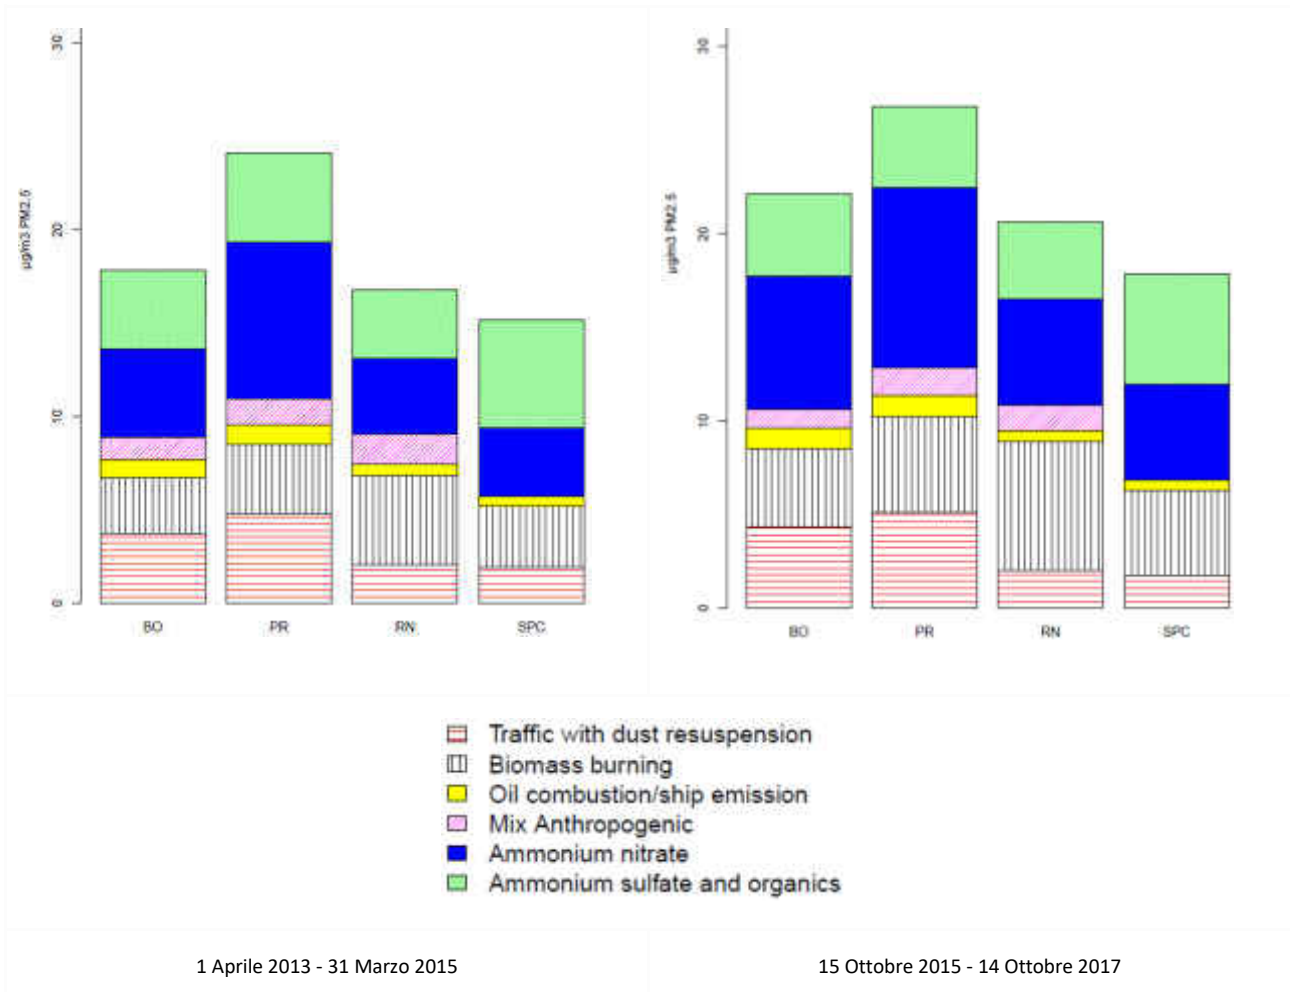 30
20
10
0
µg/m3 PM2.5
BO PR RN SPC
30
20
10
0
µg/m3 PM2.5
BO PR RN SPC
Traffic with dust resuspension
Biomass burning
Oil combustion/ship emission
Mix Anthropogenic
Ammonium nitrate
Ammonium sulfate and organics
1 Aprile 2013 - 31 Marzo 2015
15 Ottobre 2015 - 14 Ottobre 2017